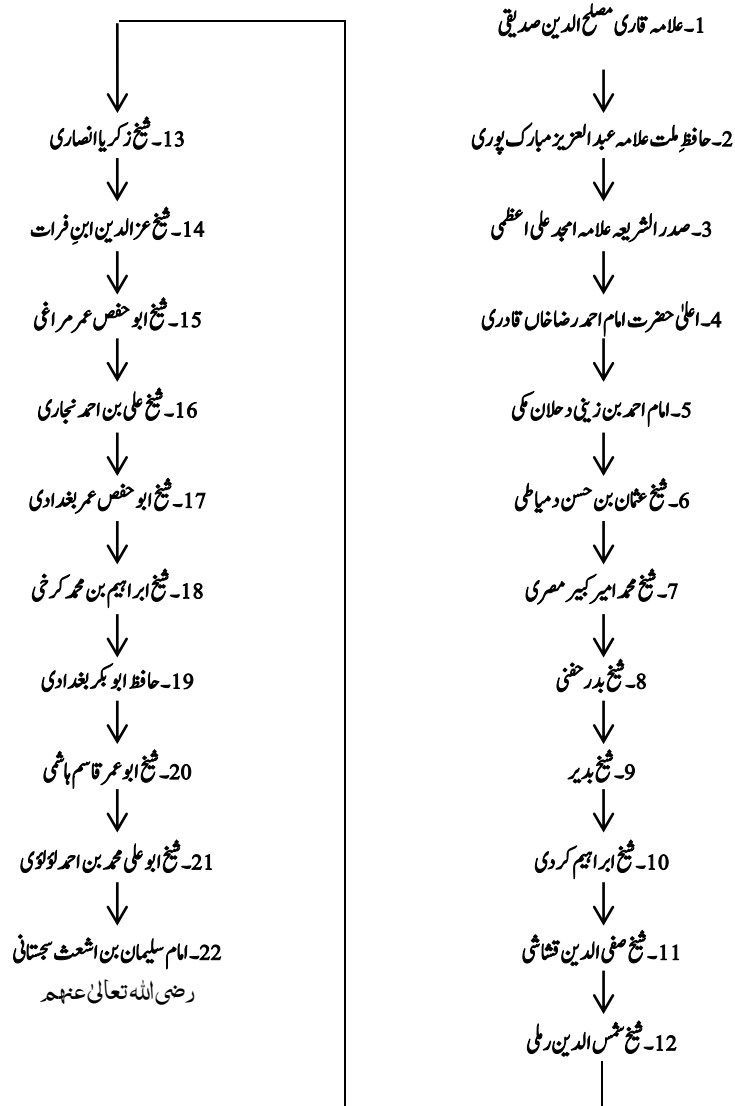 1۔علامہ قاری مصلح الدین صدیقی
2۔حافظِ ملت علامہ عبد العزیز مبارک پوری
3۔صدر الشریعہ علامہ امجد علی اعظمی
4۔اعلیٰ حضرت امام احمد رضا خاں قادری
5۔امام احمد بن زینی دحلان مکی
6۔شیخ عثمان بن حسن دمیاطی
7۔شیخ محمد امیر کبیر مصری
8۔شیخ بدر حفنی
9۔شیخ بدیر
10۔شیخ ابراہیم کردی
11۔شیخ صفی الدین قشاشی
12۔شیخ شمس الدین رملی
13۔شیخ زکریا انصاری
14۔شیخ عز الدین ابنِ فرات
15۔شیخ ابو حفص عمر مراغی
16۔شیخ علی بن احمد نجاری
17۔شیخ ابو حفص عمر بغدادی
18۔شیخ ابراہیم بن محمد کرخی
19۔حافظ ابو بکر بغدادی
20۔شیخ ابو عمر قاسم ہاشمی
21۔شیخ ابو علی محمد بن احمد لؤلؤی
22۔امام سلیمان بن اشعث سجستانی
رضی اللہ تعالیٰ عنہم